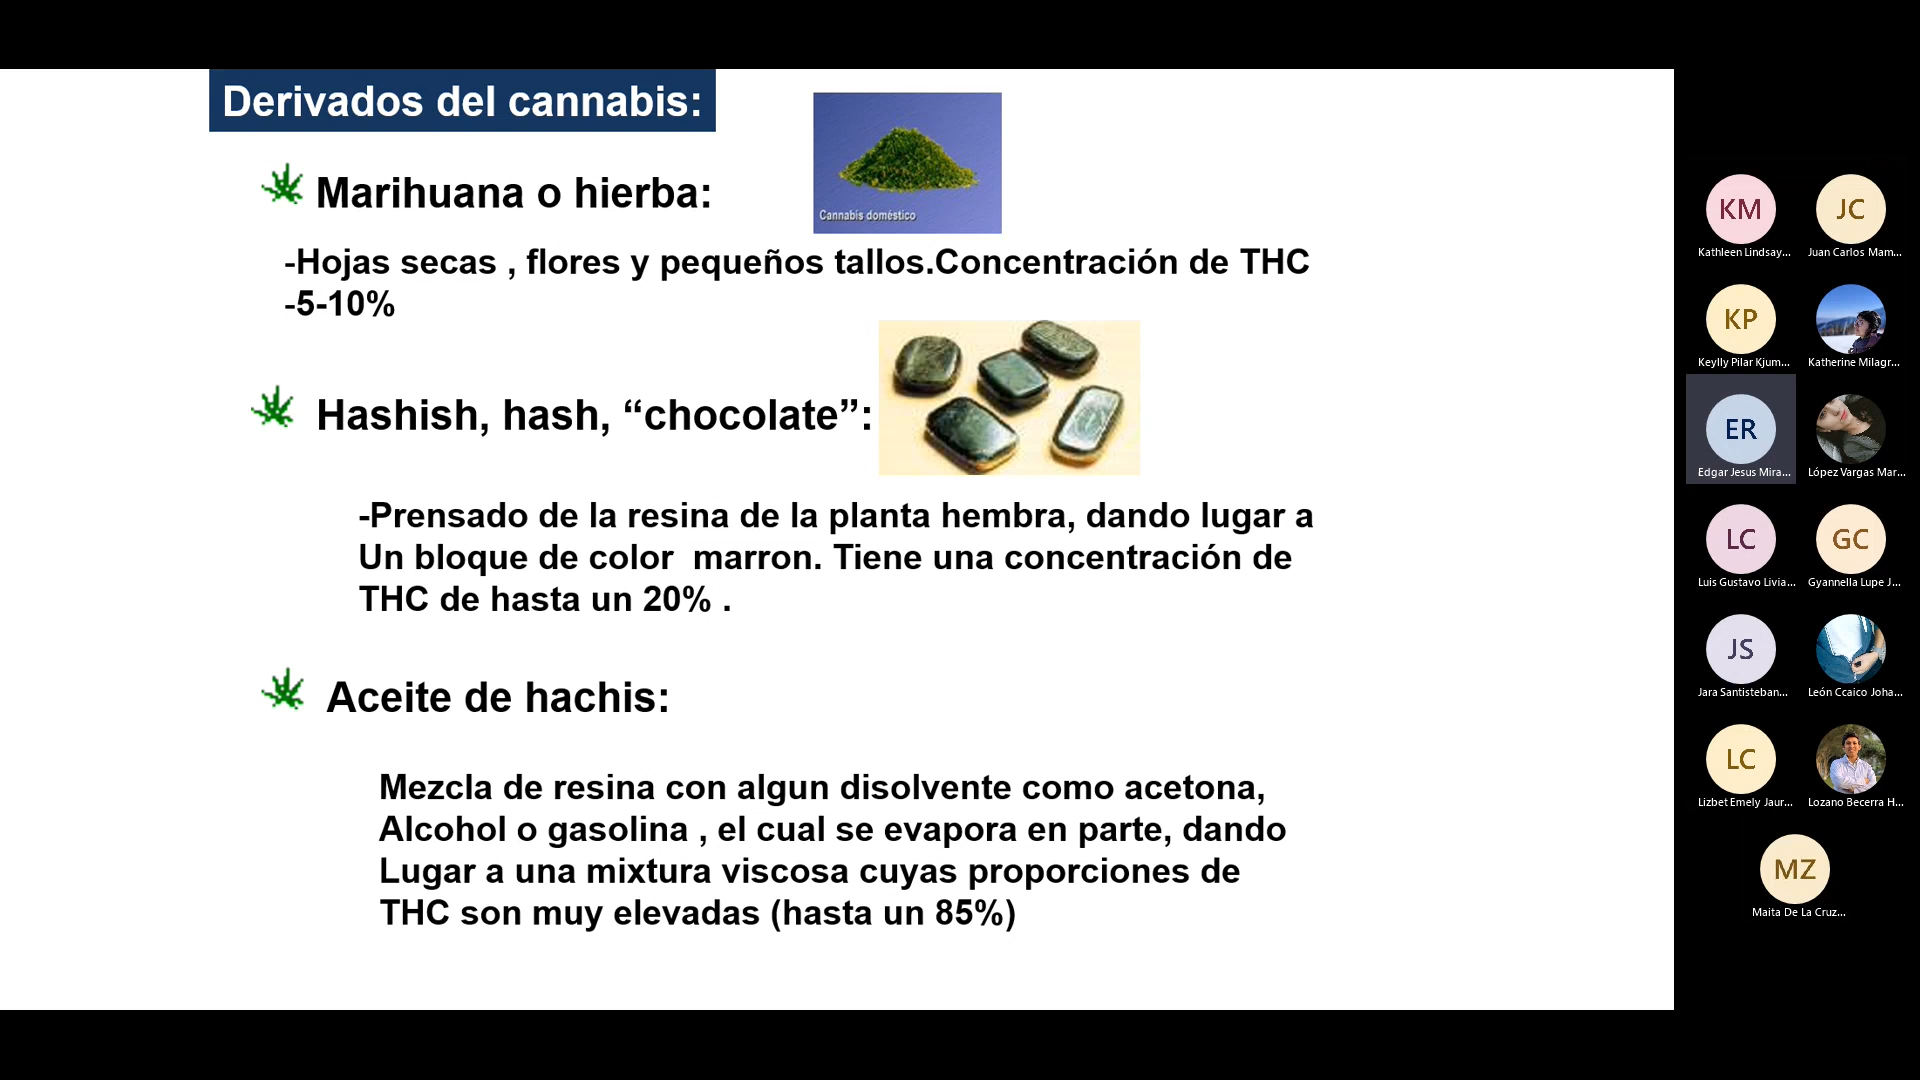 Derivados del cannabis:
Cannabis doméstico
Marihuana o hierba:
-Hojas secas , flores y pequeños tallos.Concentración de THC
-5-10%
Hashish, hash, “chocolate”:
-Prensado de la resina de la planta hembra, dando lugar a
Un bloque de color  marron. Tiene una concentración de
THC de hasta un 20% .
Aceite de hachis:
Mezcla de resina con algun disolvente como acetona,
Alcohol o gasolina , el cual se evapora en parte, dando
Lugar a una mixtura viscosa cuyas proporciones de
THC son muy elevadas (hasta un 85%)
KM
JC
Kathleen Lindsay...
Juan Carlos Mam...
KP
Keylly Pilar Kjum...
Katherine Milagr...
ER
Edgar Jesus Mira...
López Vargas Mar...
LC
GC
Luis Gustavo Livia...
Gyannella Lupe J...
JS
Jara Santisteban...
León Ccaico Joha...
LC
Lizbet Emely Jaur...
Lozano Becerra H...
MZ
Maita De La Cruz...